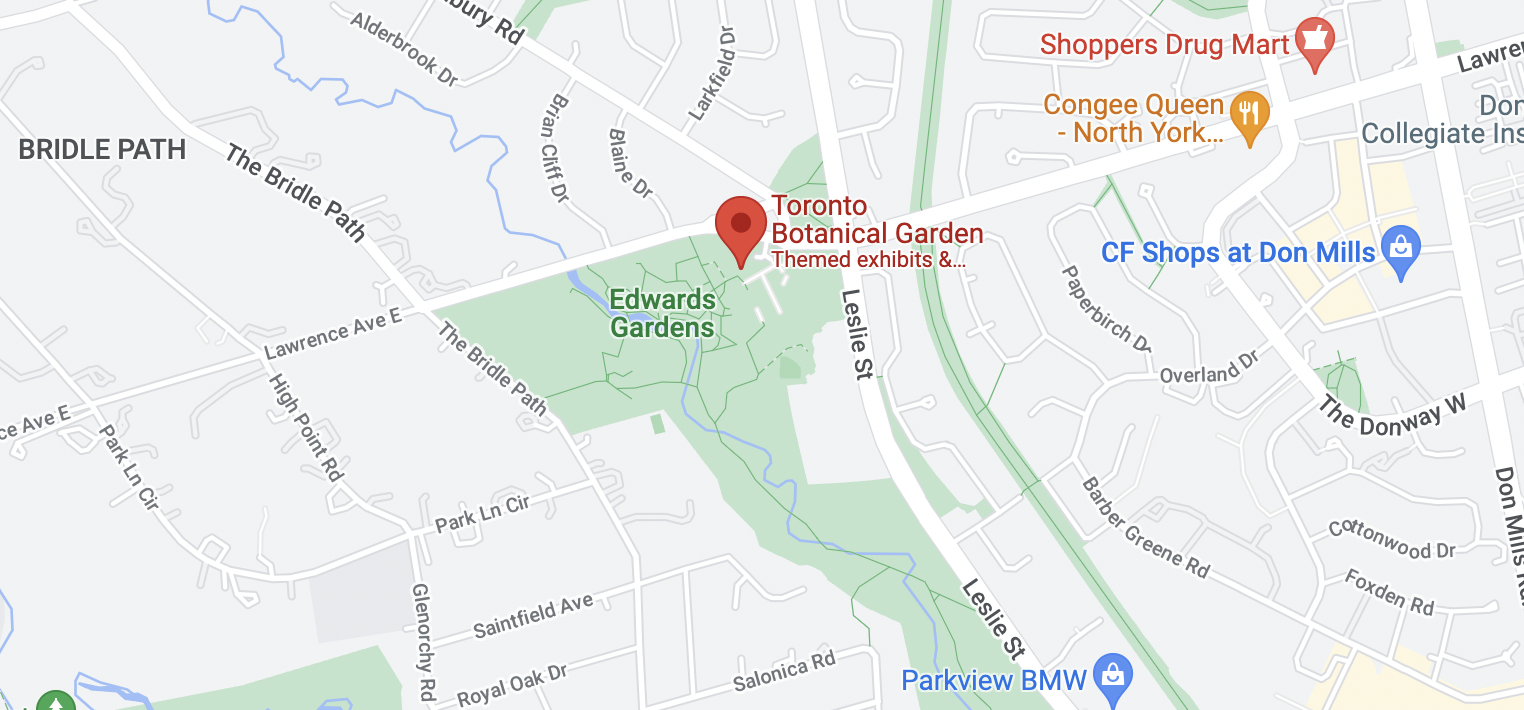 bury Rd
Alderbrook Dr
Larkfield Dr
Shoppers Drug Mart
Lawrer
Brian Cliff Dr
Blaine Dr
Congee Queen
- North York...
Don
Collegiate Ins
BRIDLE PATH
The Bridle Path
Toronto
Botanical Garden
Themed exhibits &...
CF Shops at Don Mills
Edwards
Gardens
Lawrence Ave E
The Bridle Path
Leslie St
Paperbirch Dr
Overland Dr
High Point Rd
ce Ave E
Park Ln Cir
The Donway W
Park Ln Cir
Barber Greene Rd
Don Mills Rd
Cottonwood Dr
Foxden Rd
Glenorchy Rd
Saintfield Ave
Leslie St
Royal Oak Dr
Salonica Rd
Parkview BMW